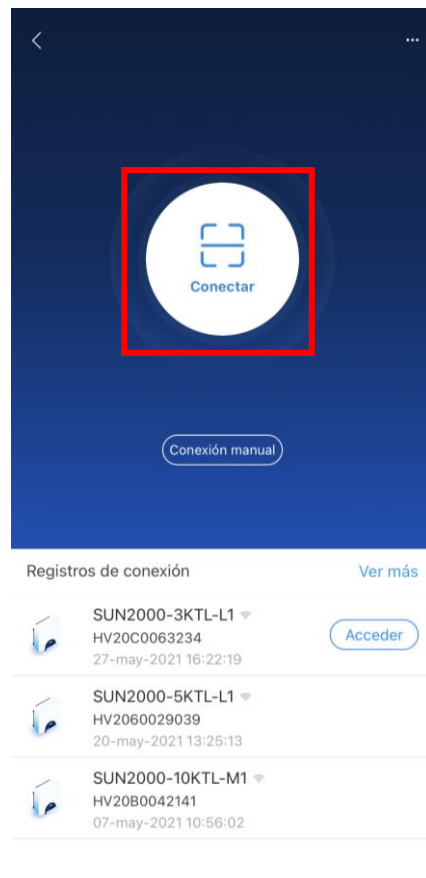 Conectar
Conexión manual
Registros de conexión Ver más
SUN2000-3KTL-L1
HV20C0063234 Acceder
27-may-2021 16:22:19
SUN2000-5KTL-L1
HV2060029039
20-may-2021 13:25:13
SUN2000-10KTL-M1
HV20B0042141
07-may-2021 10:56:02